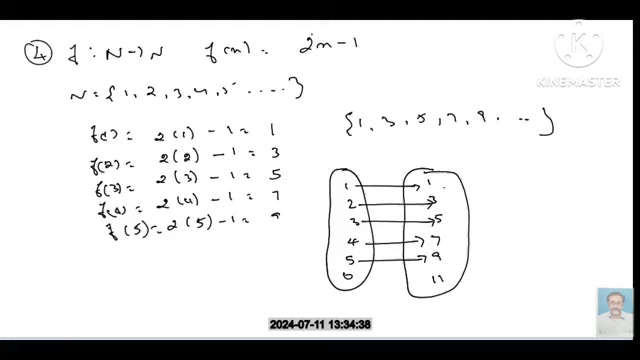 ④ f : N → N f(n) = 2n - 1
N = {1, 2, 3, 4, 5 .....}
{1, 3, 5, 7, 9 . ..}
f(1) = 2(1) - 1 = 1
f(2) = 2(2) - 1 = 3
f(3) = 2(3) - 1 = 5
f(4) = 2(4) - 1 = 7
f(5) = 2(5) - 1 = 9
1 → 1
2 → 3
3 → 5
4 → 7
5 → 9
6 11
K
KINEMASTER
2024-07-11 13:34:38